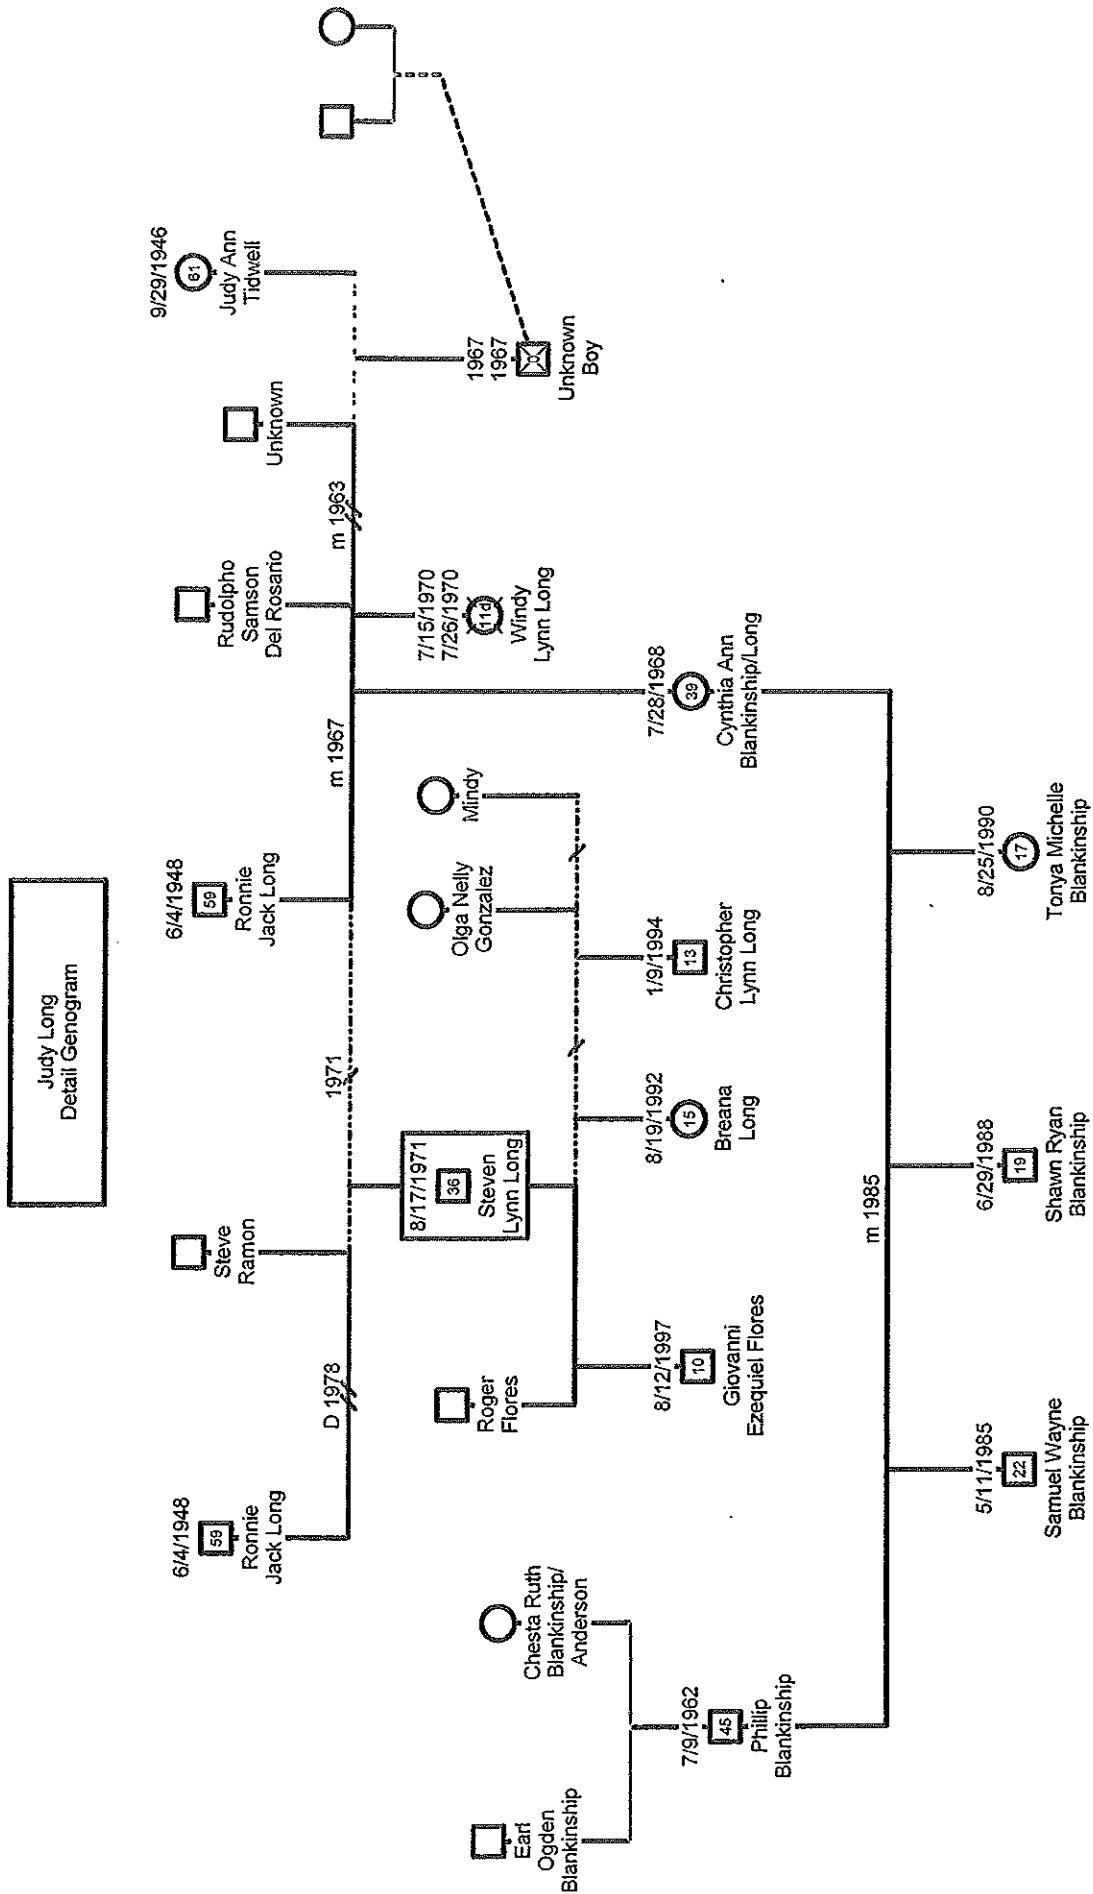 Judy Long
Detail Genogram
6/4/1948
59
Ronnie
Jack Long
D 1978
Steve
Ramon
1971
6/4/1948
59
Ronnie
Jack Long
m 1967
Rudolpho
Samson
Del Rosario
m 1963
Unknown
9/29/1946
61
Judy Ann
Tidwell
8/17/1971
36
Steven
Lynn Long
7/15/1970
7/26/1970
11d
Windy
Lynn Long
1967
1967
0
Unknown
Boy
Roger
Flores
Olga Nelly
Gonzalez
Mindy
Earl
Ogden
Blankinship
Chesta Ruth
Blankinship/
Anderson
8/12/1997
10
Giovanni
Ezequiel Flores
8/19/1992
15
Breana
Long
1/9/1994
13
Christopher
Lynn Long
7/28/1968
39
Cynthia Ann
Blankinship/Long
7/9/1962
45
Phillip
Blankinship
m 1985
5/11/1985
22
Samuel Wayne
Blankinship
6/29/1988
19
Shawn Ryan
Blankinship
8/25/1990
17
Tonya Michelle
Blankinship